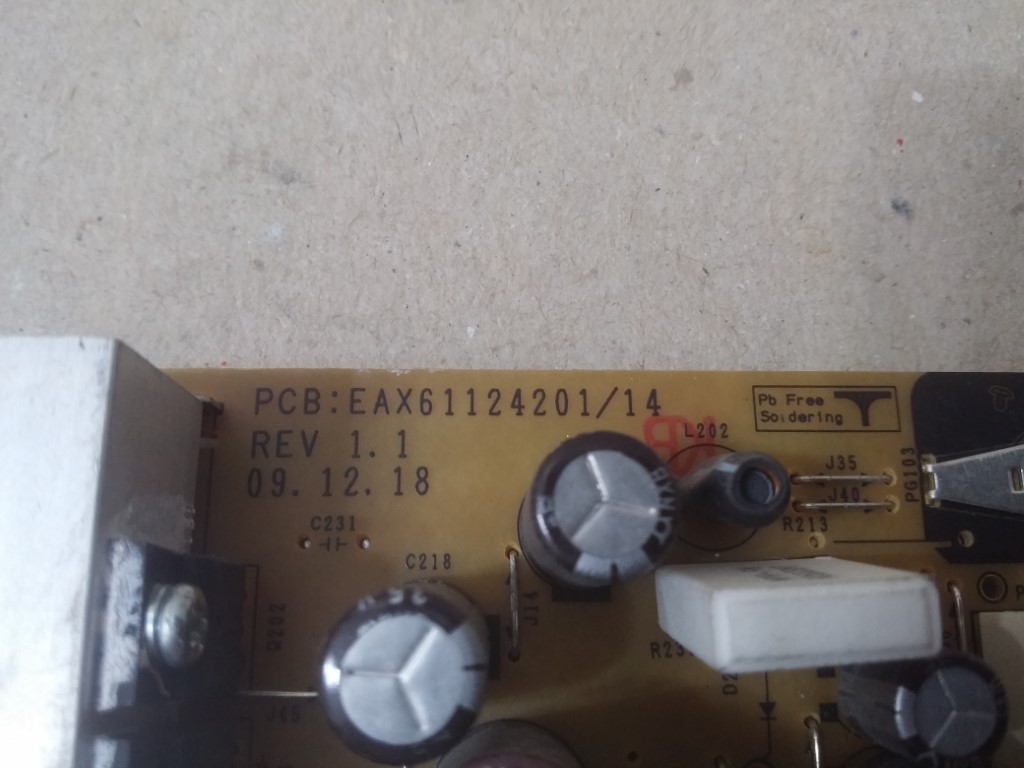 PCB:EAX61124201/14
REV 1.1
09.12.18
Pb Free
Soldering
L202
J35
J40
PG103
R213
C231
C218
J14
Q202
J45